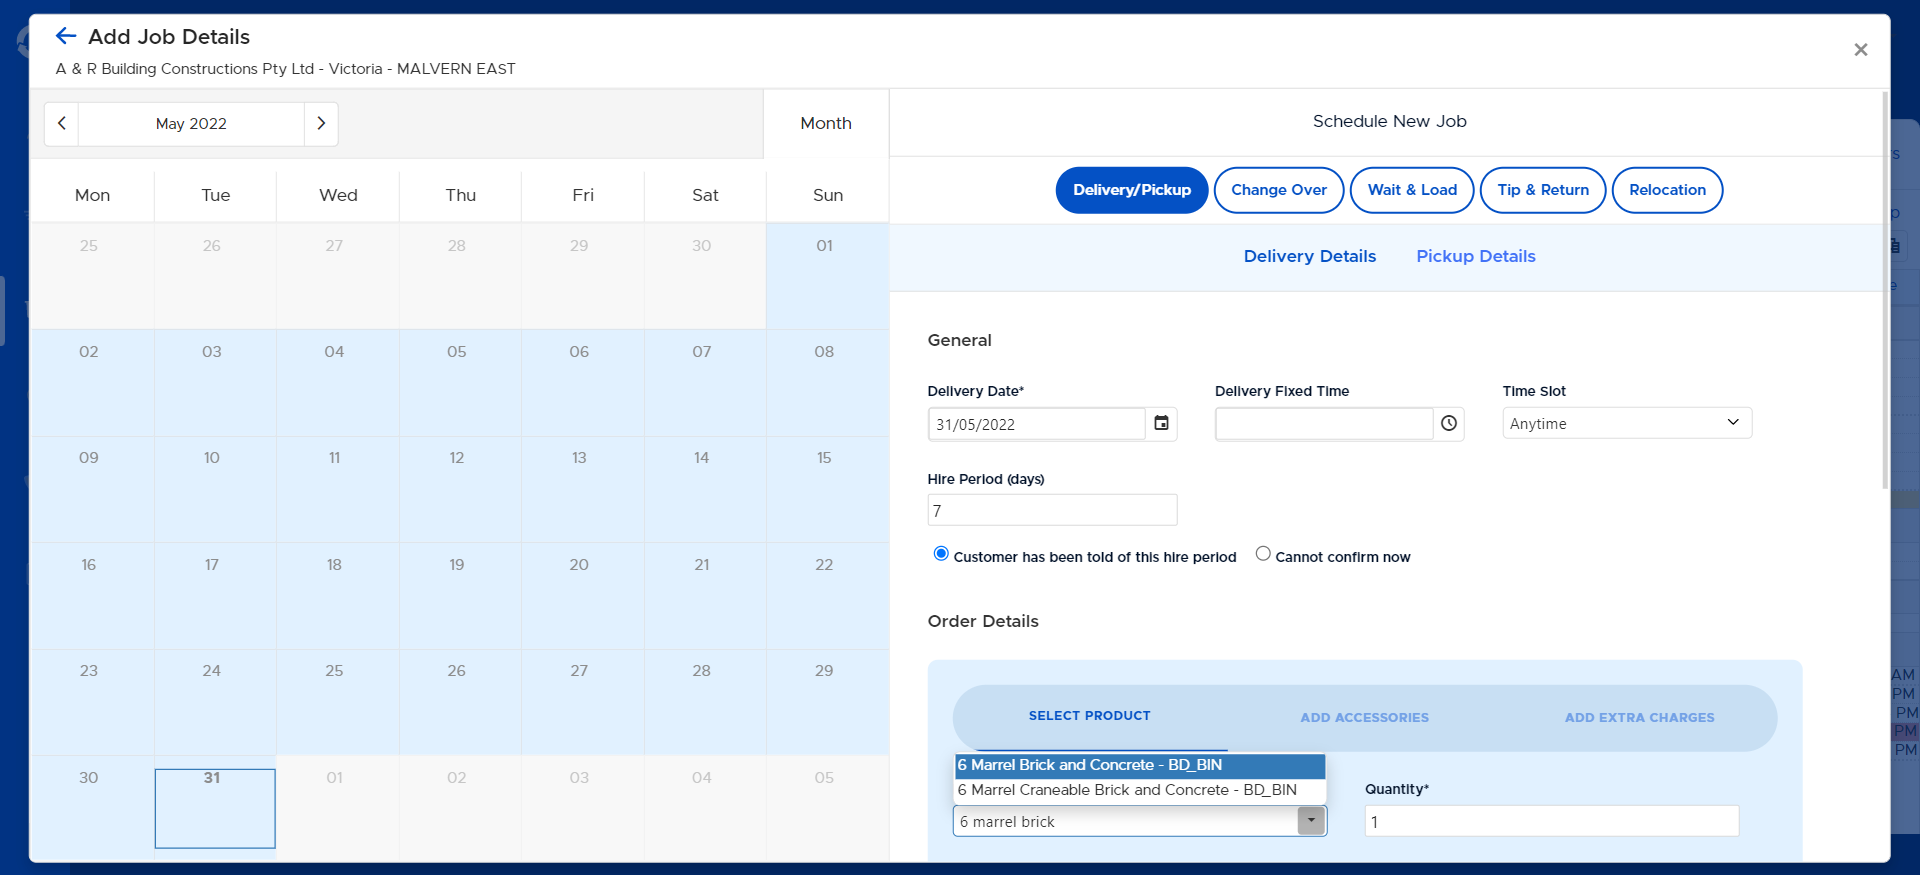 Add Job Details
A & R Building Constructions Pty Ltd - Victoria - MALVERN EAST
May 2022
Month
Mon Tue Wed Thu Fri Sat Sun
25 26 27 28 29 30 01
02 03 04 05 06 07 08
09 10 11 12 13 14 15
16 17 18 19 20 21 22
23 24 25 26 27 28 29
30 31 01 02 03 04 05
Schedule New Job
Delivery/Pickup Change Over Wait & Load Tip & Return Relocation
Delivery Details Pickup Details
General
Delivery Date* Delivery Fixed Time Time Slot
31/05/2022 Anytime
Hire Period (days)
7
Customer has been told of this hire period Cannot confirm now
Order Details
SELECT PRODUCT ADD ACCESSORIES ADD EXTRA CHARGES
6 Marrel Brick and Concrete - BD_BIN
6 Marrel Craneable Brick and Concrete - BD_BIN
Quantity*
6 marrel brick 1
AM
PM
PM
PM
PM